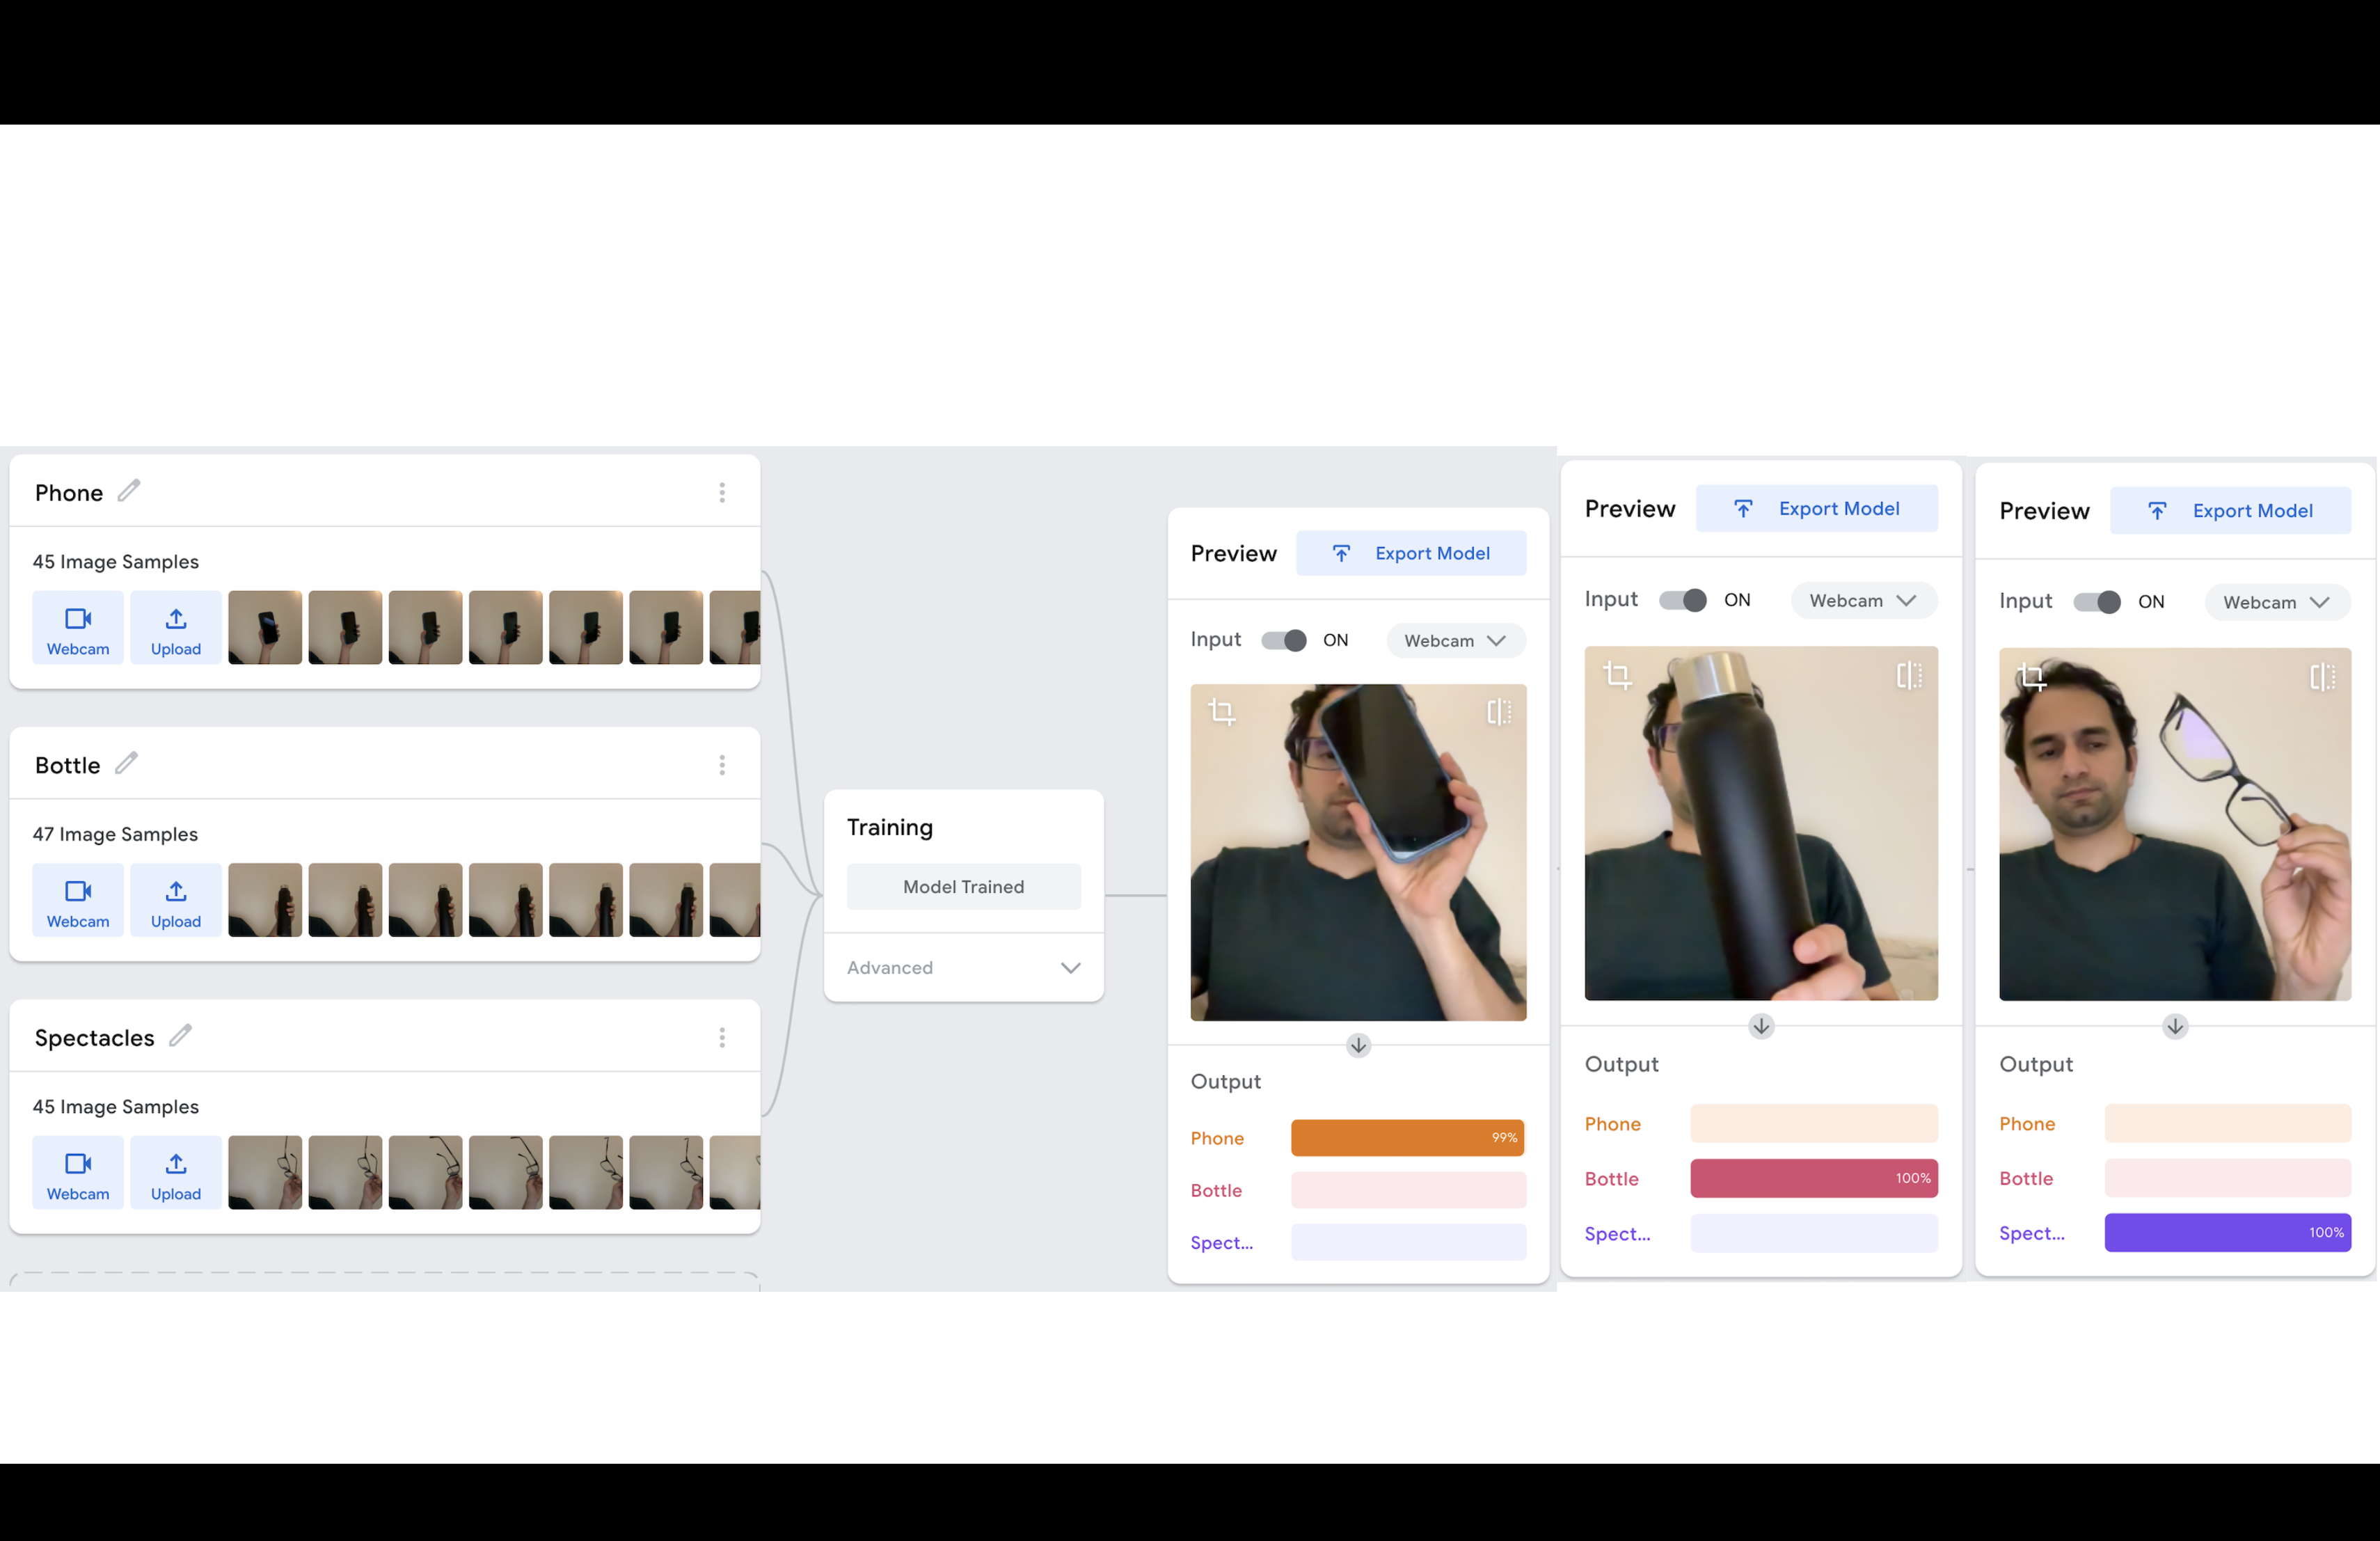 Phone
45 Image Samples
Webcam
Upload
Bottle
47 Image Samples
Webcam
Upload
Spectacles
45 Image Samples
Webcam
Upload
Training
Model Trained
Advanced
Preview
Export Model
Input ON Webcam
Output
Phone 99%
Bottle
Spect...
Preview
Export Model
Input ON Webcam
Output
Phone
Bottle 100%
Spect...
Preview
Export Model
Input ON Webcam
Output
Phone
Bottle
Spect... 100%